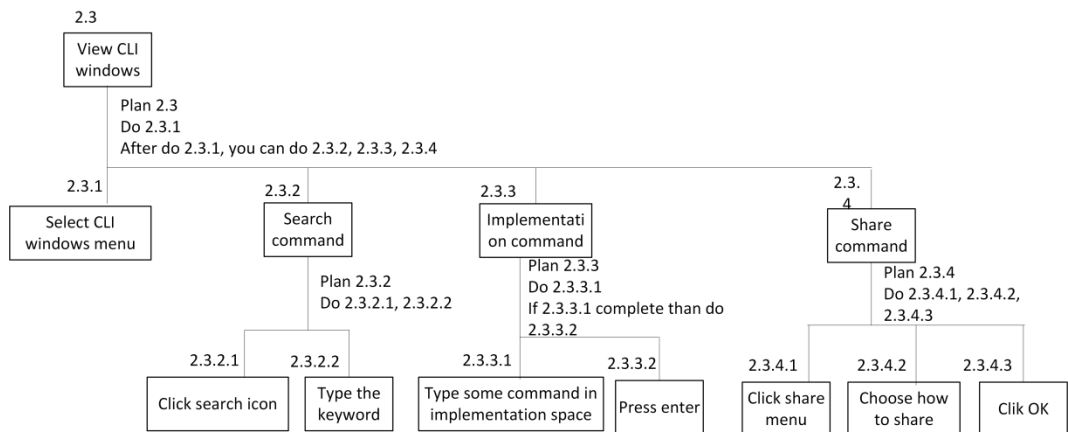 2.3
View CLI
windows
Plan 2.3
Do 2.3.1
After do 2.3.1, you can do 2.3.2, 2.3.3, 2.3.4
2.3.1
Select CLI
windows menu
2.3.2
Search
command
Plan 2.3.2
Do 2.3.2.1, 2.3.2.2
2.3.2.1
Click search icon
2.3.2.2
Type the
keyword
2.3.3
Implementati
on command
Plan 2.3.3
Do 2.3.3.1
If 2.3.3.1 complete than do
2.3.3.2
2.3.3.1
Type some command in
implementation space
2.3.3.2
Press enter
2.3.
4
Share
command
Plan 2.3.4
Do 2.3.4.1, 2.3.4.2,
2.3.4.3
2.3.4.1
Click share
menu
2.3.4.2
Choose how
to share
2.3.4.3
Clik OK